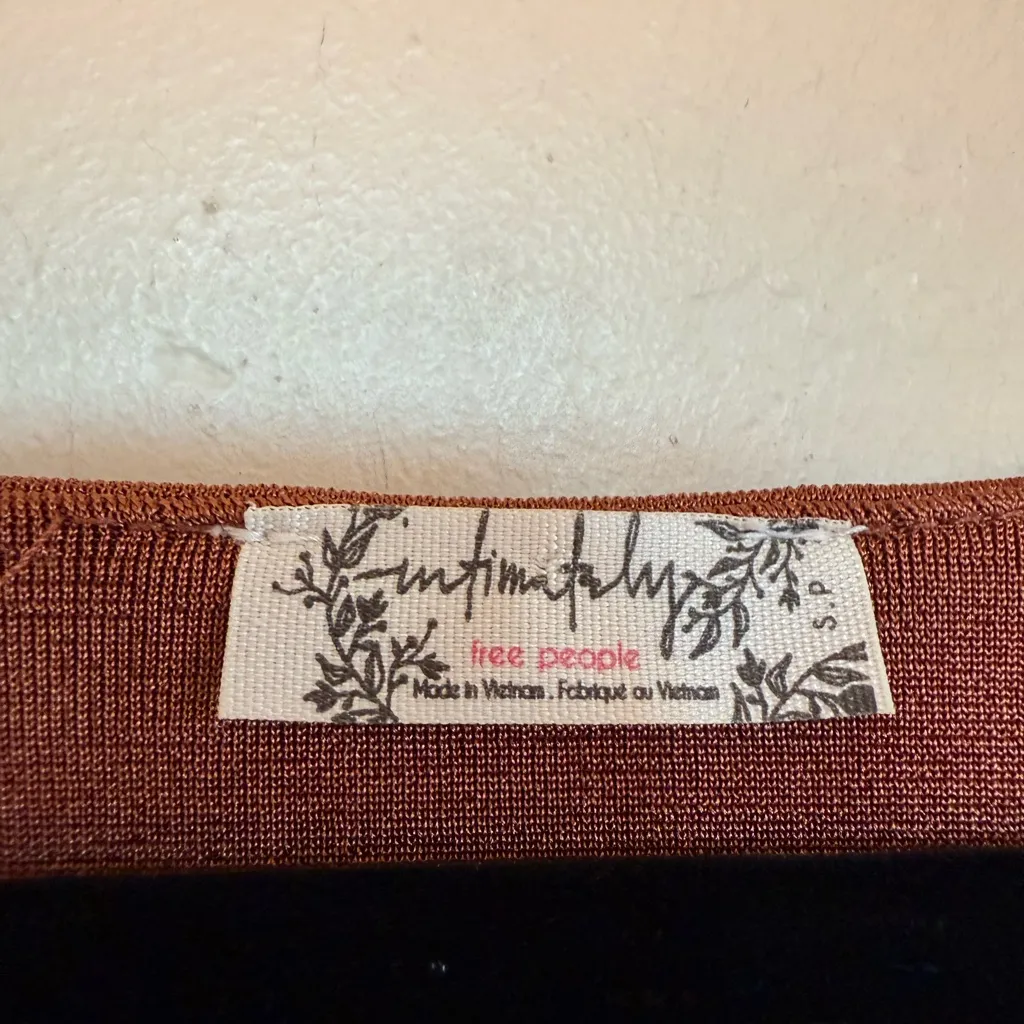 intimately
free people
Made in Vietnam . Fabriqué au Vietnam
S.P